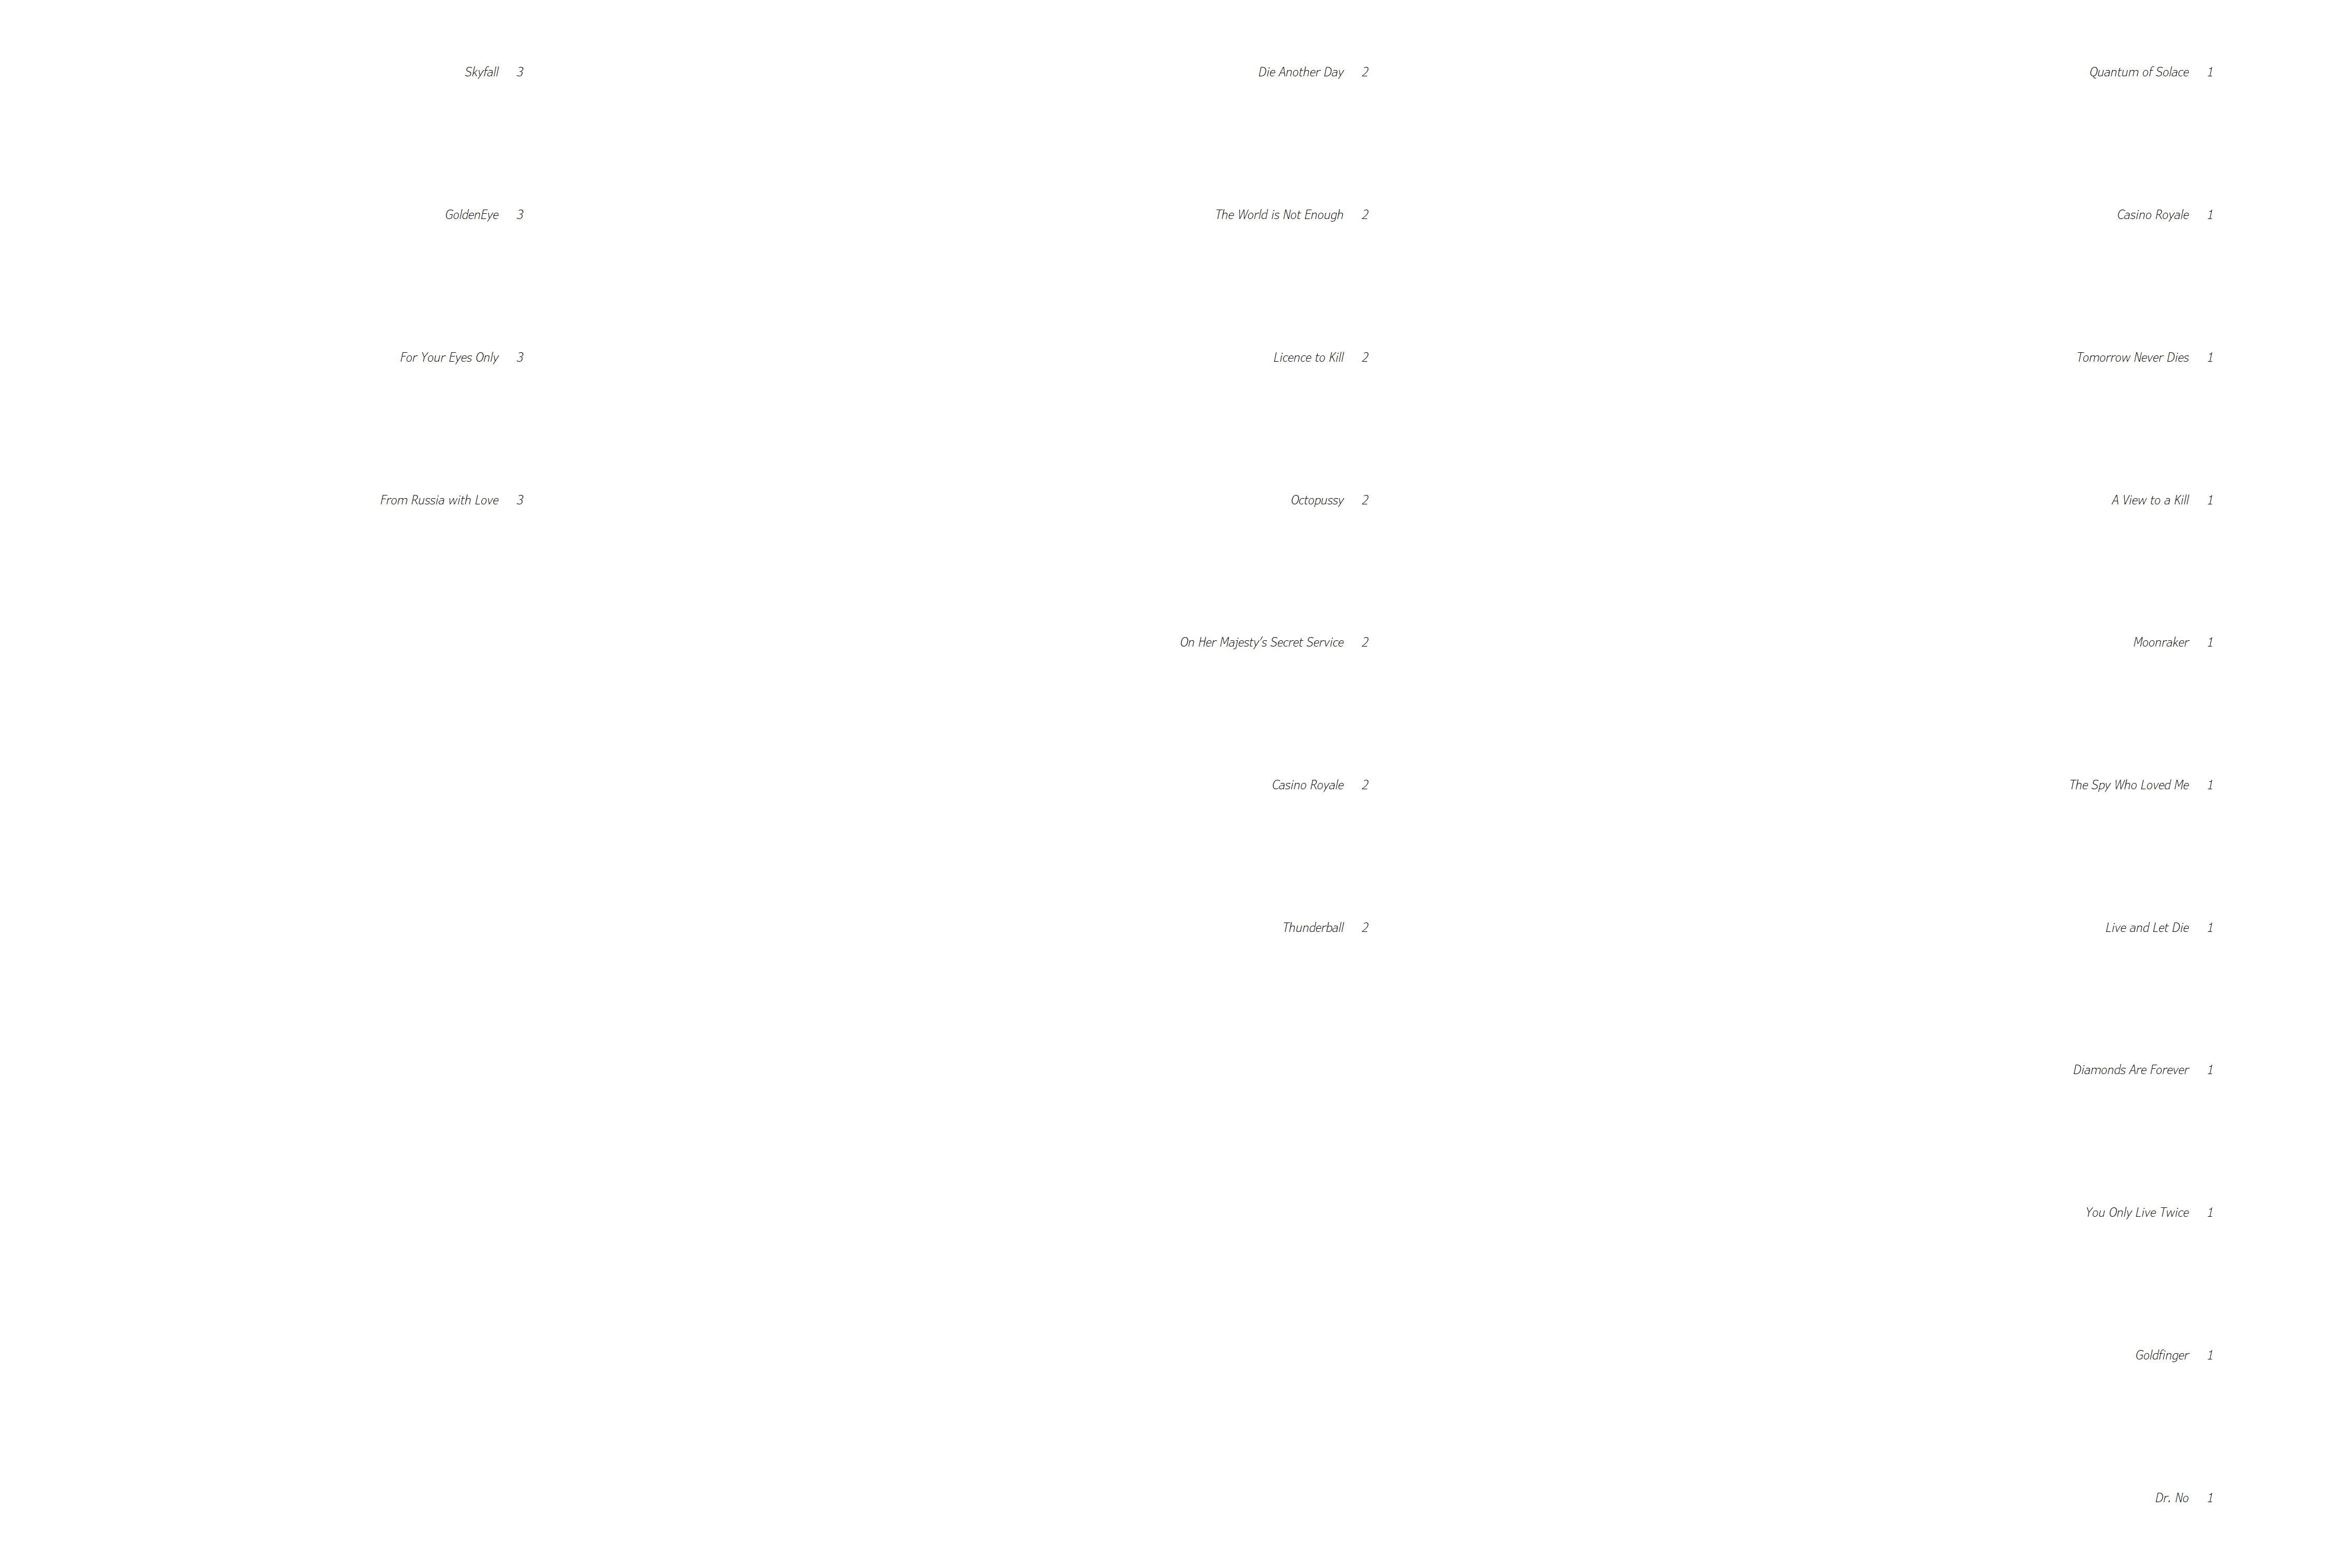 Skyfall 3
GoldenEye 3
For Your Eyes Only 3
From Russia with Love 3
Die Another Day 2
The World is Not Enough 2
Licence to Kill 2
Octopussy 2
On Her Majesty's Secret Service 2
Casino Royale 2
Thunderball 2
Quantum of Solace 1
Casino Royale 1
Tomorrow Never Dies 1
A View to a Kill 1
Moonraker 1
The Spy Who Loved Me 1
Live and Let Die 1
Diamonds Are Forever 1
You Only Live Twice 1
Goldfinger 1
Dr. No 1